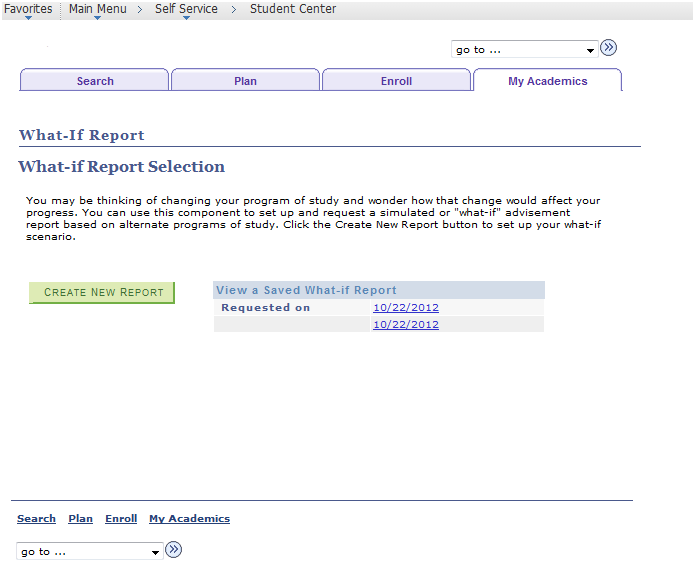 Favorites Main Menu > Self Service > Student Center
go to ...
Search Plan Enroll My Academics
What-If Report
What-if Report Selection
You may be thinking of changing your program of study and wonder how that change would affect your
progress. You can use this component to set up and request a simulated or "what-if" advisement
report based on alternate programs of study. Click the Create New Report button to set up your what-if
scenario.
CREATE NEW REPORT
View a Saved What-if Report
Requested on 10/22/2012
10/22/2012
Search Plan Enroll My Academics
go to ...